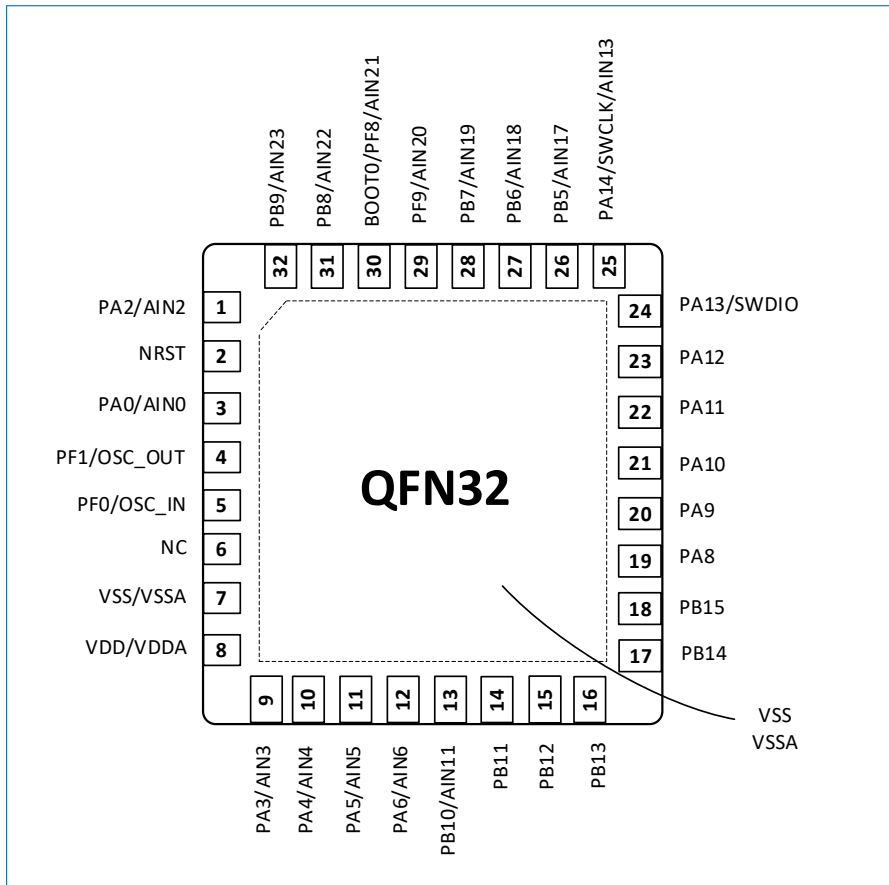 PB9/AIN23
PB8/AIN22
BOOT0/PF8/AIN21
PF9/AIN20
PB7/AIN19
PB6/AIN18
PB5/AIN17
PA14/SWCLK/AIN13
32
31
30
29
28
27
26
25
PA2/AIN2
1
NRST
2
PA0/AIN0
3
PF1/OSC_OUT
4
PF0/OSC_IN
5
NC
6
VSS/VSSA
7
VDD/VDDA
8
QFN32
24
PA13/SWDIO
23
PA12
22
PA11
21
PA10
20
PA9
19
PA8
18
PB15
17
PB14
9
10
11
12
13
14
15
16
PA3/AIN3
PA4/AIN4
PA5/AIN5
PA6/AIN6
PB10/AIN11
PB11
PB12
PB13
VSS
VSSA